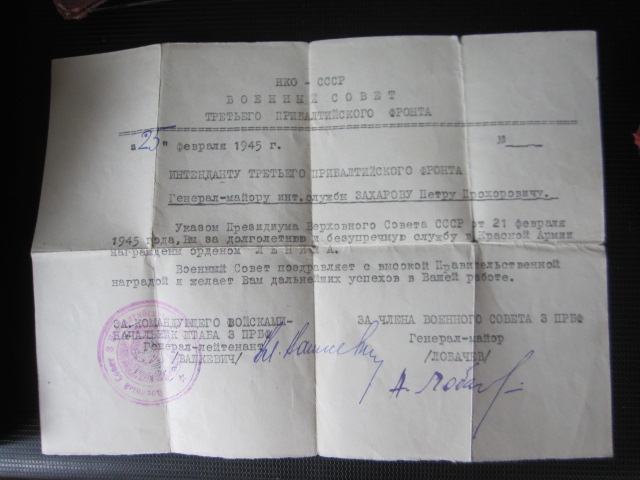 НКО - СССР
ВОЕННЫЙ СОВЕТ
ТРЕТЬЕГО ПРИБАЛТИЙСКОГО ФРОНТА
"25" февраля 1945 г. №
ИНТЕНДАНТУ ТРЕТЬЕГО ПРИБАЛТИЙСКОГО ФРОНТА
Генерал-майору инт.службы ЗАХАРОВУ Петру Прохоровичу.
Указом Президиума Верховного Совета СССР от 21 февраля
1945 года, Вы за долголетнюю и безупречную службу в Красной Армии
награждены орденом ЛЕНИНА.
Военный Совет поздравляет с высокой Правительственной
наградой и желает Вам дальнейших успехов в Вашей работе.
ЗА.КОМАНДУЮЩЕГО ВОЙСКАМИ-
НАЧАЛЬНИК ШТАБА 3 ПРБФ
Генерал-лейтенант
/ВАШКЕВИЧ/
ЗА ЧЛЕНА ВОЕННОГО СОВЕТА 3 ПРБФ
Генерал-майор
/ЛОБАЧЕВ/